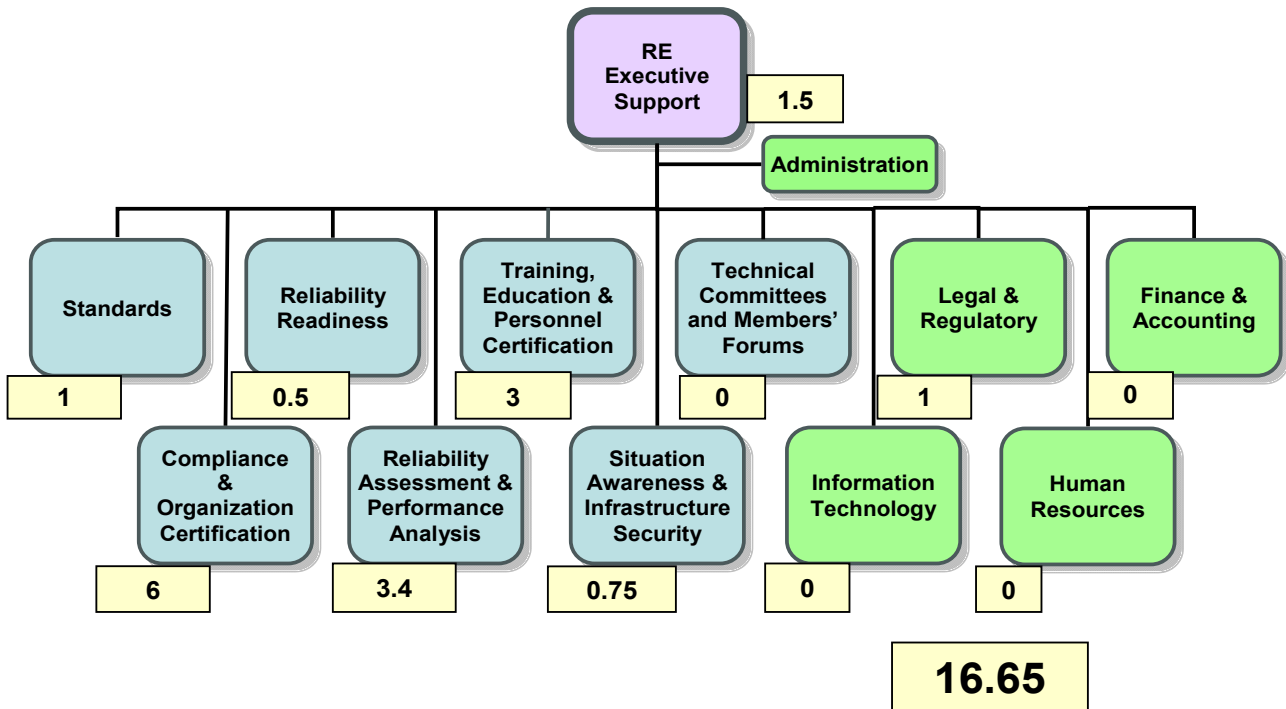 RE
Executive
Support
1.5
Administration
Standards
1
Reliability
Readiness
0.5
Training,
Education &
Personnel
Certification
3
Technical
Committees
and Members’
Forums
0
Legal &
Regulatory
1
Finance &
Accounting
0
Compliance
&
Organization
Certification
6
Reliability
Assessment &
Performance
Analysis
3.4
Situation
Awareness &
Infrastructure
Security
0.75
Information
Technology
0
Human
Resources
0
16.65